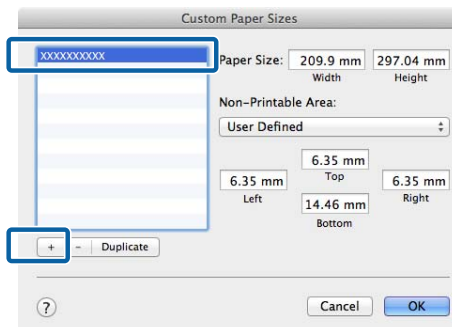 Custom Paper Sizes
XXXXXXXXXX
Paper Size: 209.9 mm 297.04 mm
Width Height
Non-Printable Area:
User Defined
6.35 mm
Top
6.35 mm 6.35 mm
Left Right
14.46 mm
Bottom
+ - Duplicate
? Cancel OK